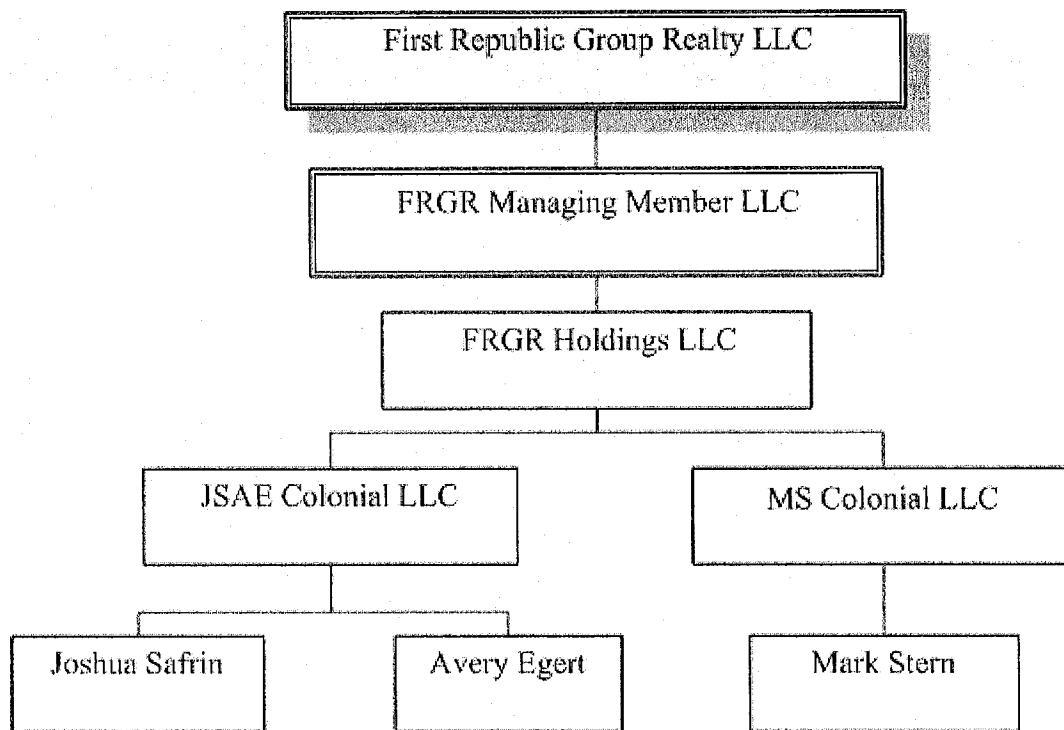 First Republic Group Realty LLC
FRGR Managing Member LLC
FRGR Holdings LLC
JSAE Colonial LLC
MS Colonial LLC
Joshua Safrin
Avery Egert
Mark Stern